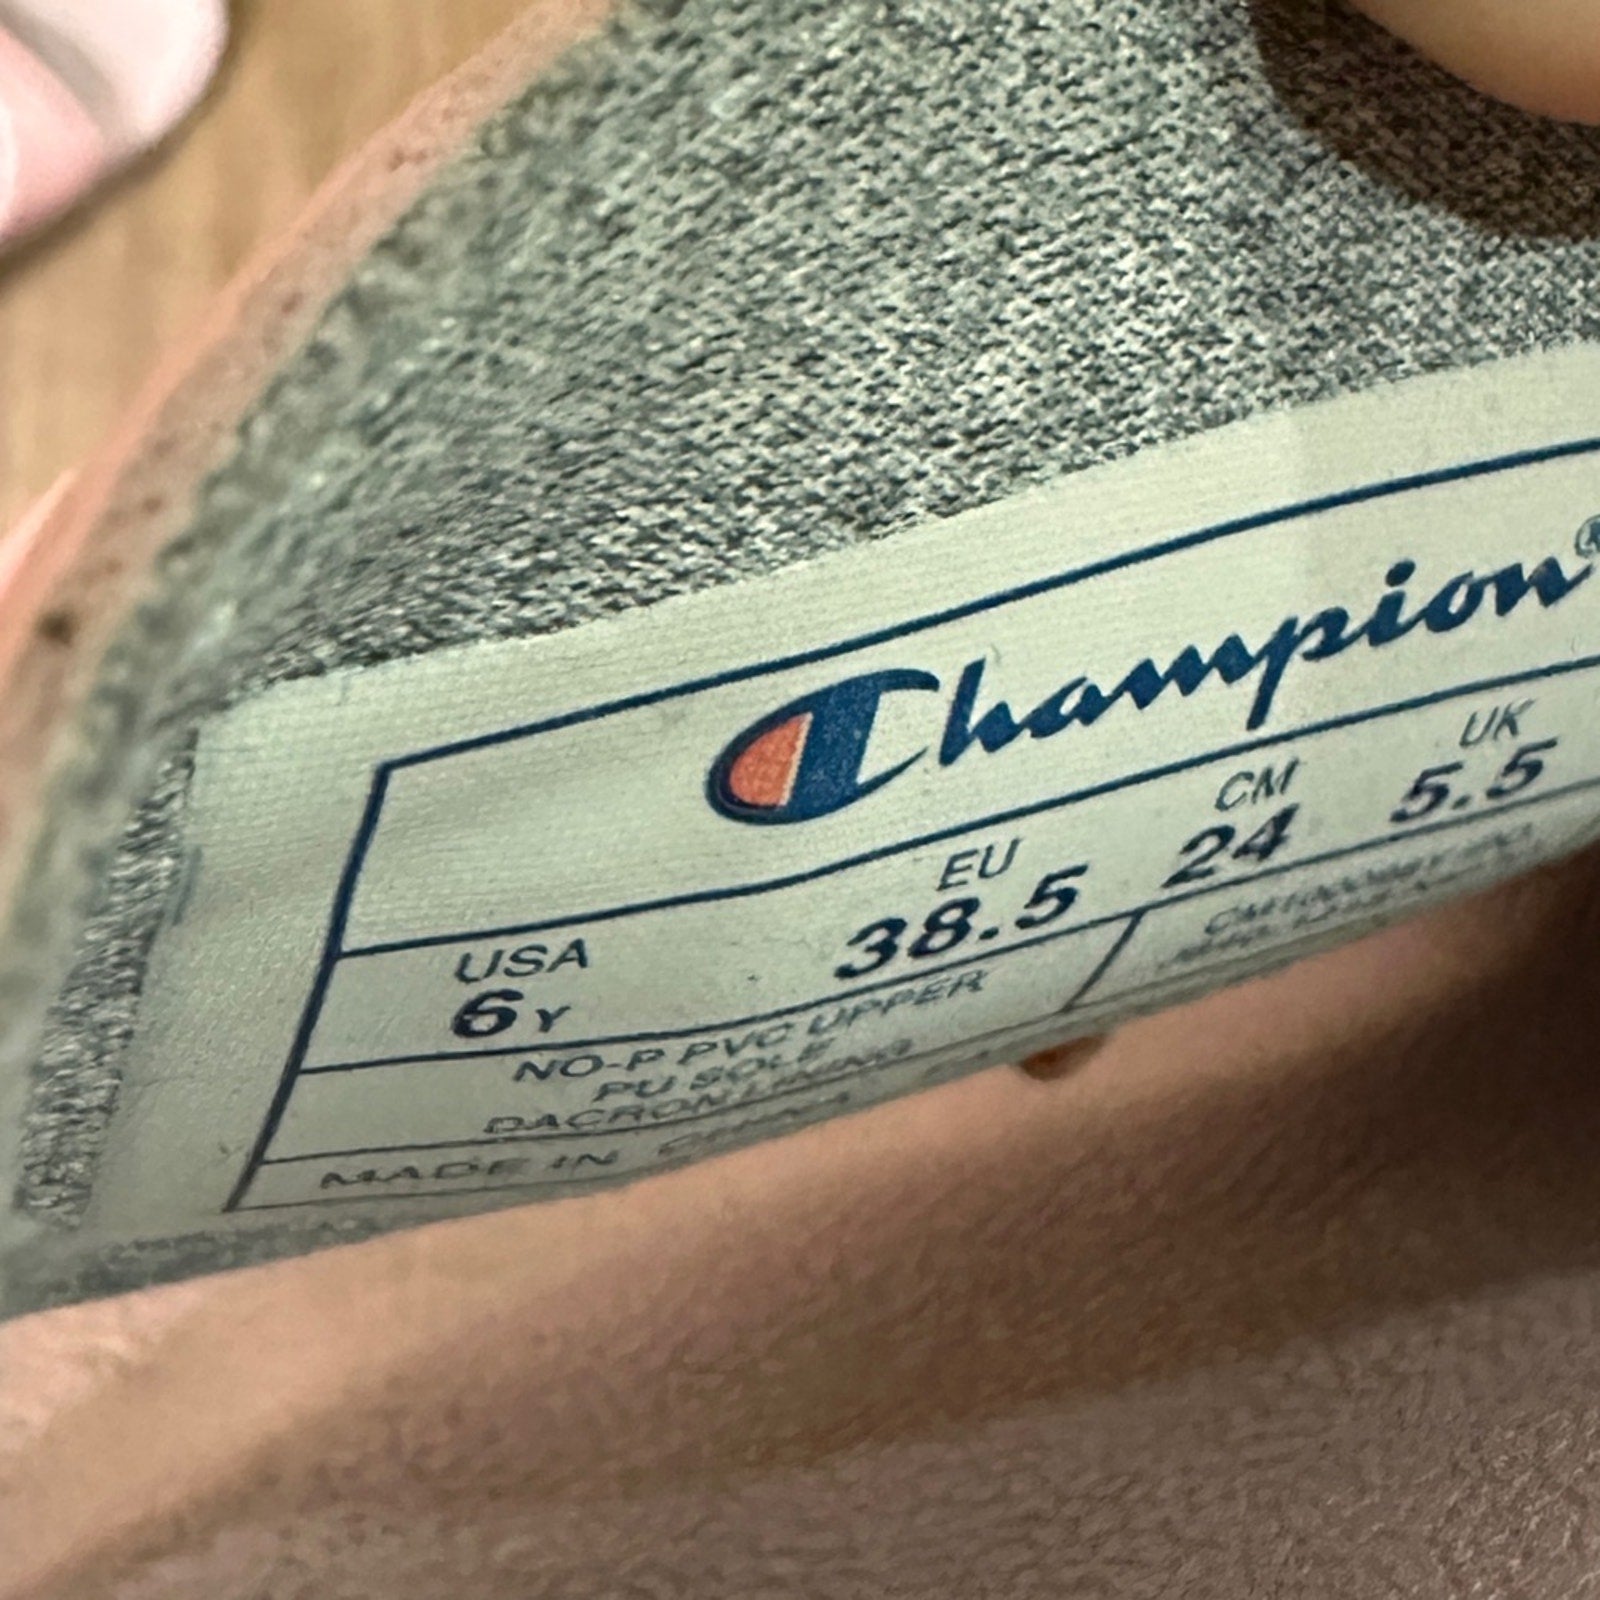 Champion®
USA EU CM UK
6Y 38.5 24 5.5
NO-P PVC UPPER
PU SOLE
DACRON LINING
MADE IN CHINA